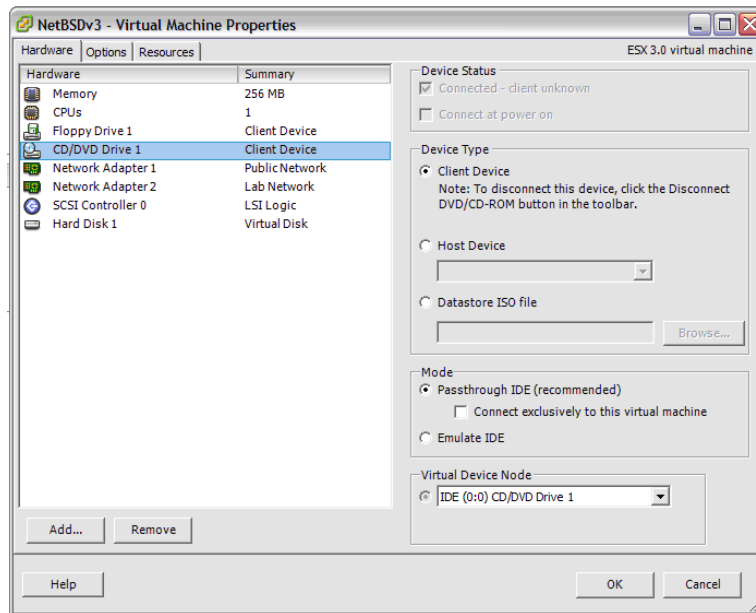 NetBSDv3 - Virtual Machine Properties
Hardware Options Resources ESX 3.0 virtual machine
Hardware Summary
Memory 256 MB
CPUs 1
Floppy Drive 1 Client Device
CD/DVD Drive 1 Client Device
Network Adapter 1 Public Network
Network Adapter 2 Lab Network
SCSI Controller 0 LSI Logic
Hard Disk 1 Virtual Disk
Add... Remove
Device Status
Connected - client unknown
Connect at power on
Device Type
Client Device
Note: To disconnect this device, click the Disconnect
DVD/CD-ROM button in the toolbar.
Host Device
Datastore ISO file
Browse...
Mode
Passthrough IDE (recommended)
Connect exclusively to this virtual machine
Emulate IDE
Virtual Device Node
IDE (0:0) CD/DVD Drive 1
Help OK Cancel